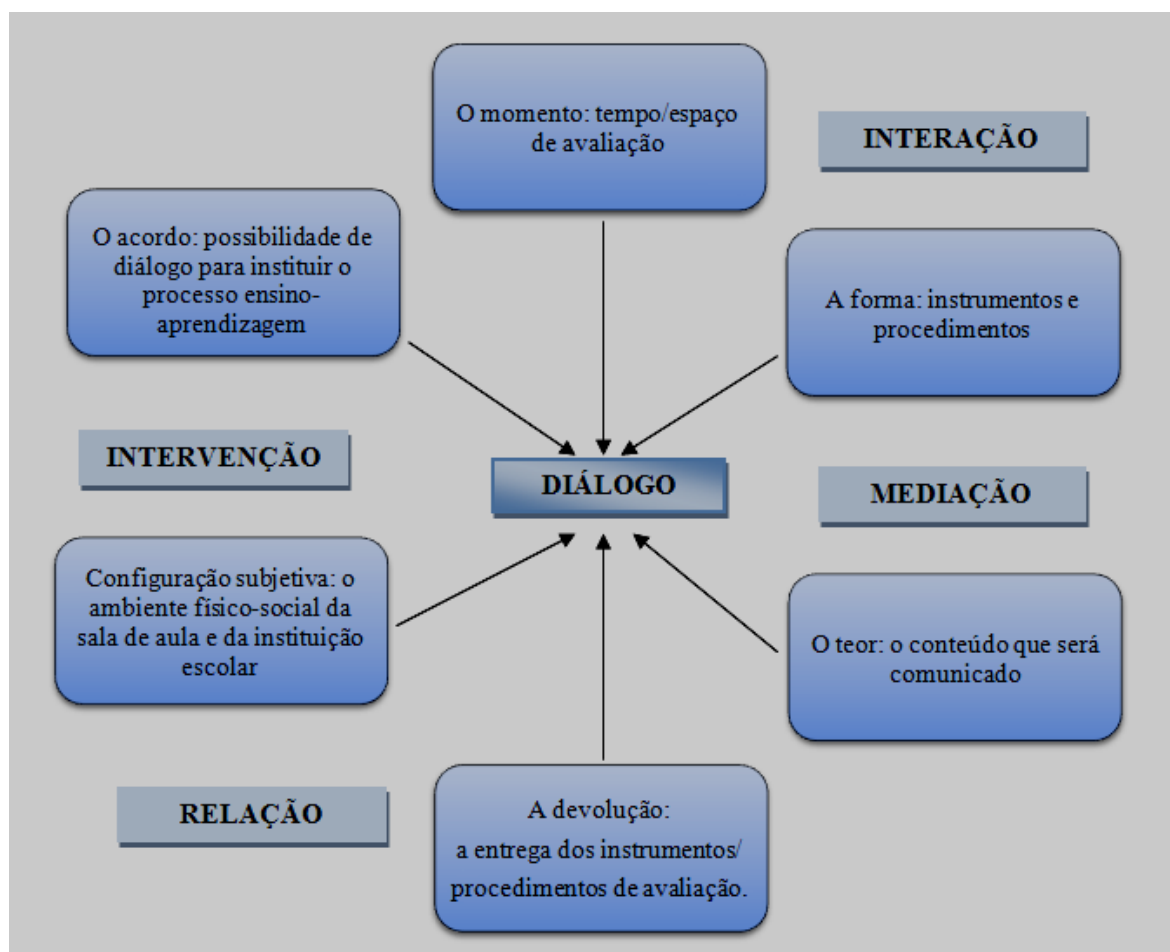 O momento: tempo/espaço
de avaliação
INTERAÇÃO
O acordo: possibilidade de
diálogo para instituir o
processo ensino-
aprendizagem
A forma: instrumentos e
procedimentos
INTERVENÇÃO
DIÁLOGO
MEDIAÇÃO
Configuração subjetiva: o
ambiente físico-social da
sala de aula e da instituição
escolar
O teor: o conteúdo que será
comunicado
RELAÇÃO
A devolução:
a entrega dos instrumentos/
procedimentos de avaliação.